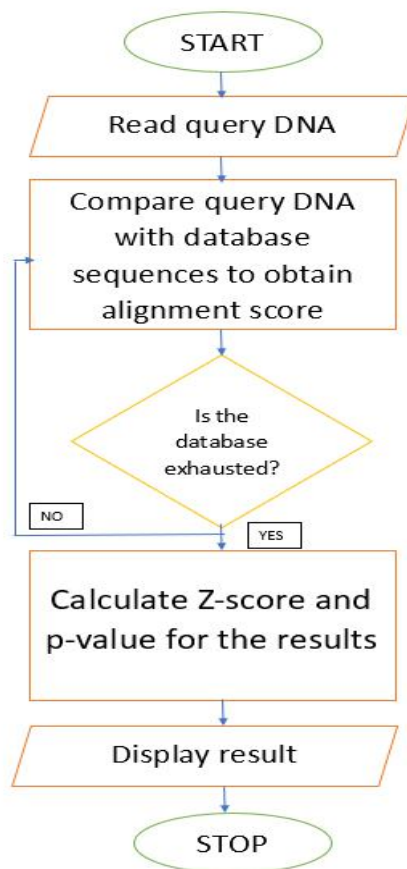 START
Read query DNA
Compare query DNA
with database
sequences to obtain
alignment score
Is the
database
exhausted?
NO
YES
Calculate Z-score and
p-value for the results
Display result
STOP